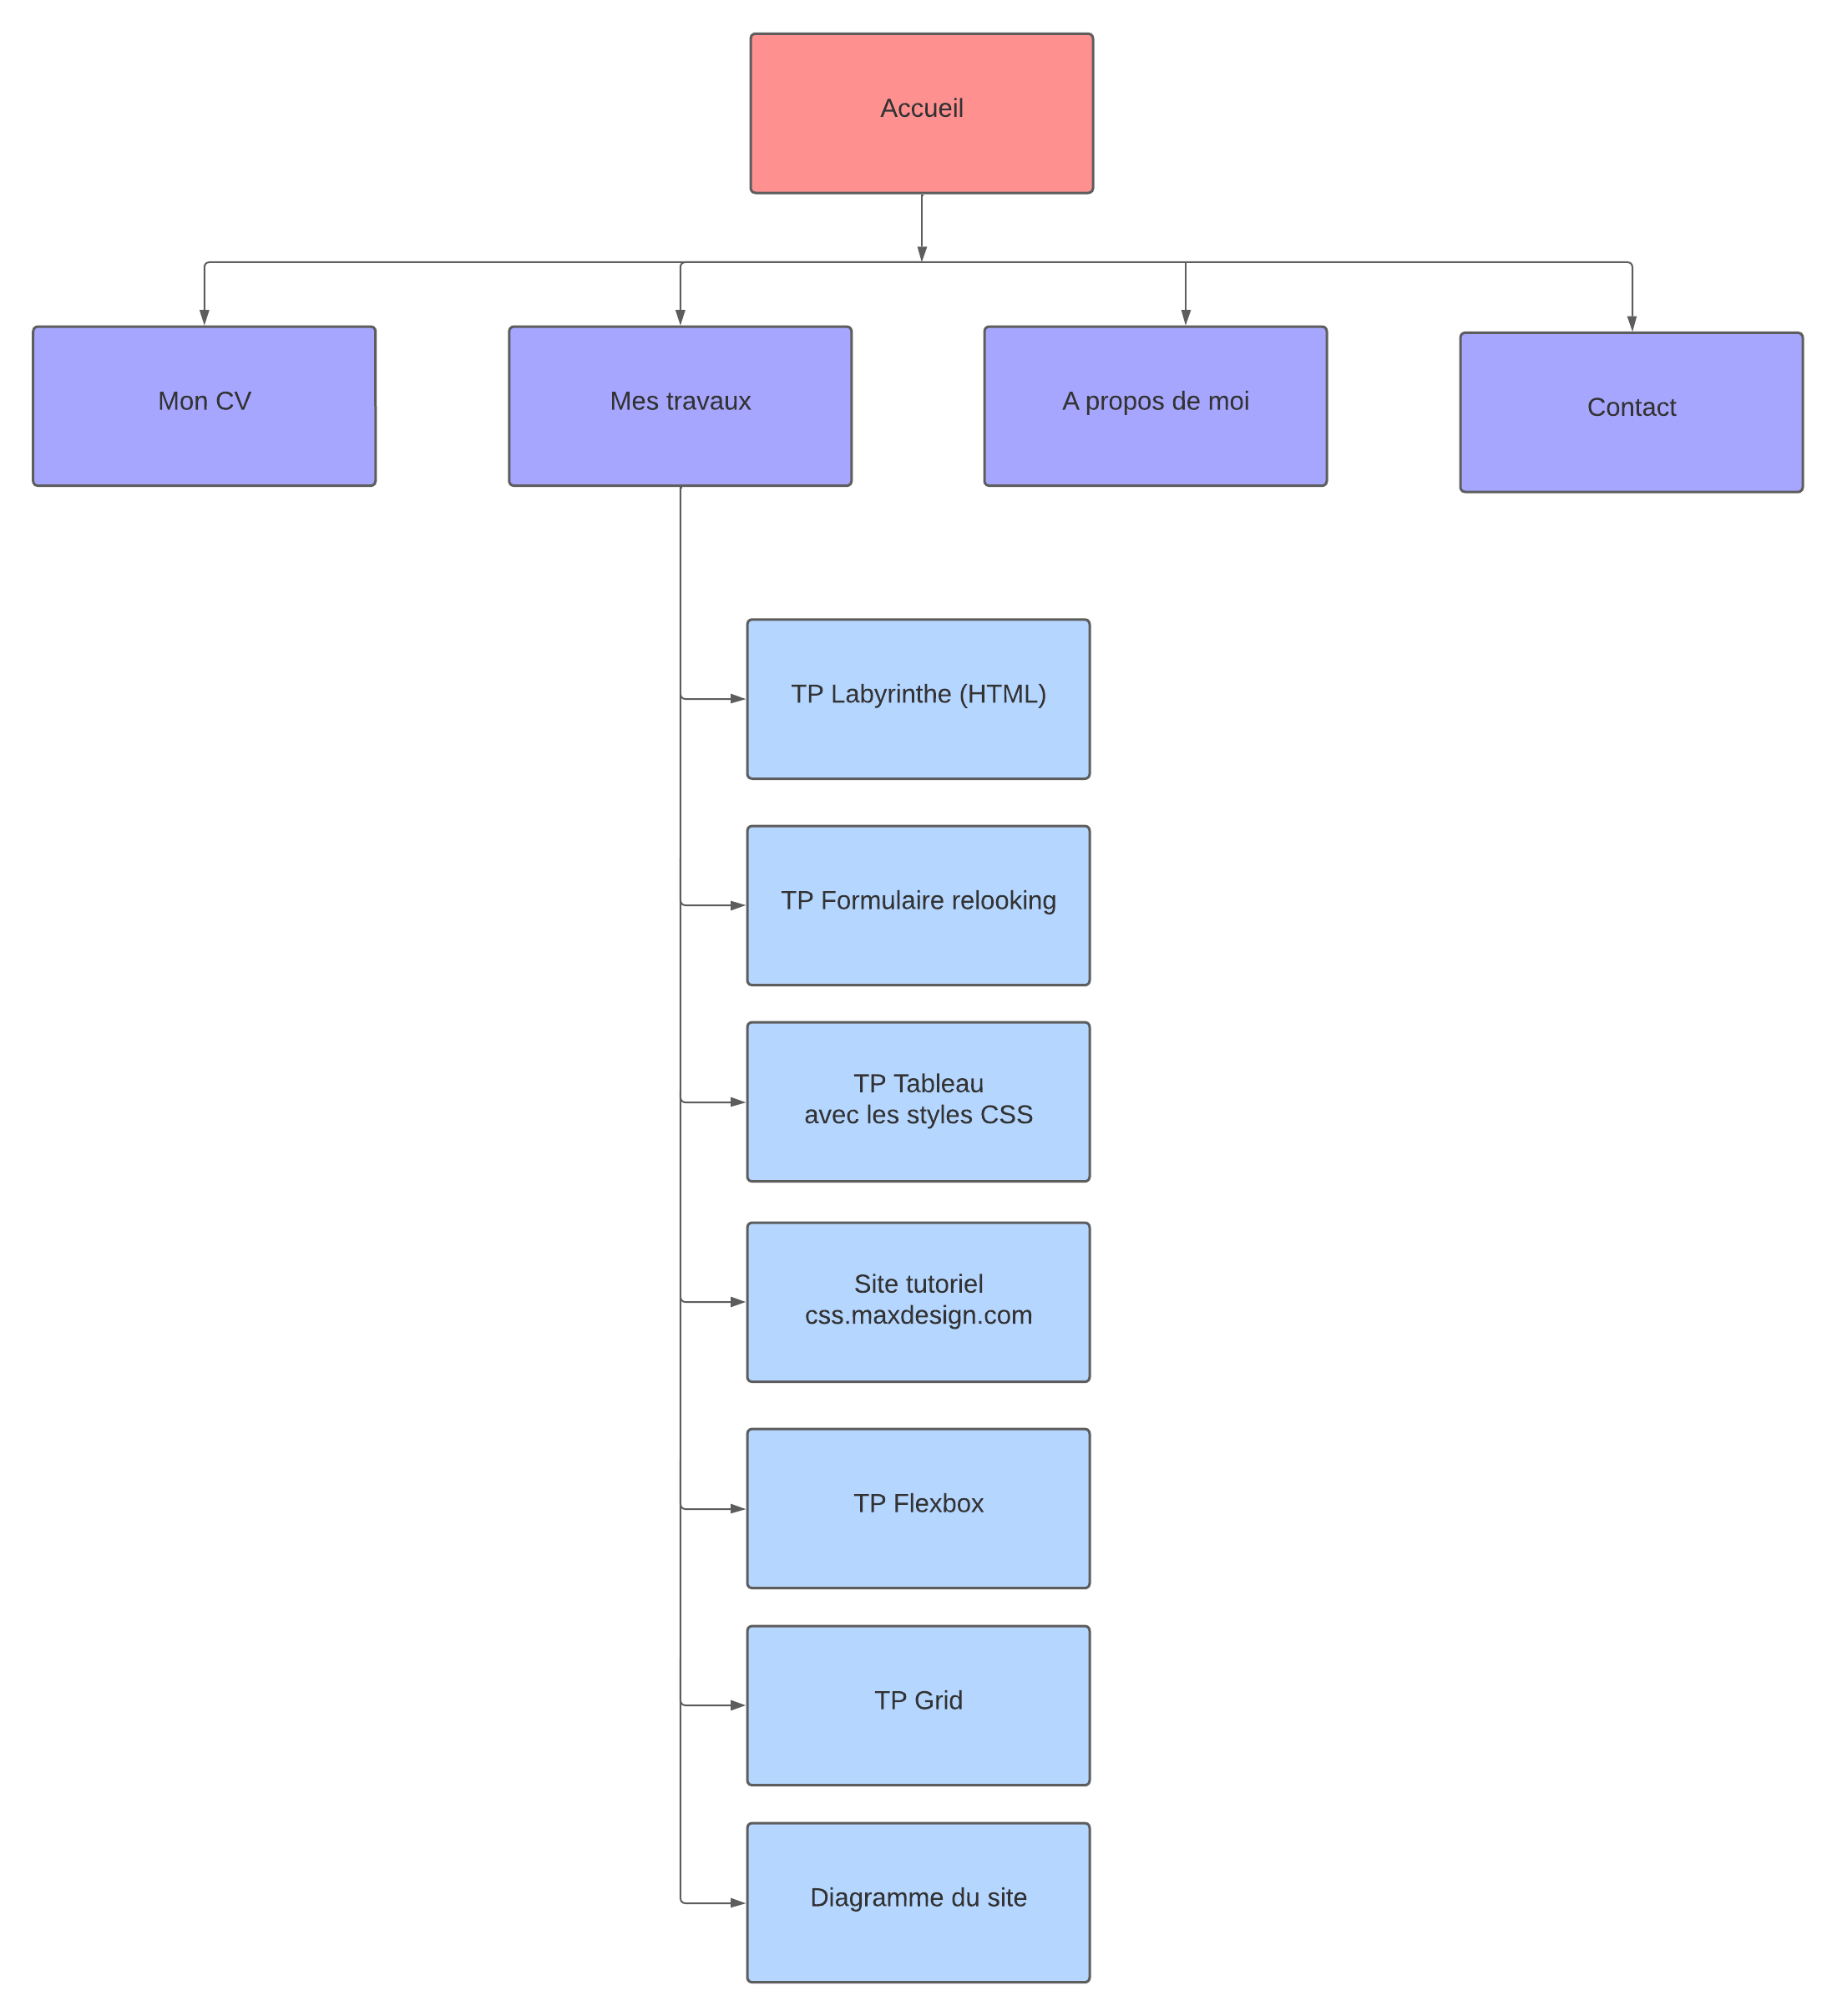 Accueil
Mon CV
Mes travaux
A propos de moi
Contact
TP Labyrinthe (HTML)
TP Formulaire relooking
TP Tableau
avec les styles CSS
Site tutoriel
css.maxdesign.com
TP Flexbox
TP Grid
Diagramme du site